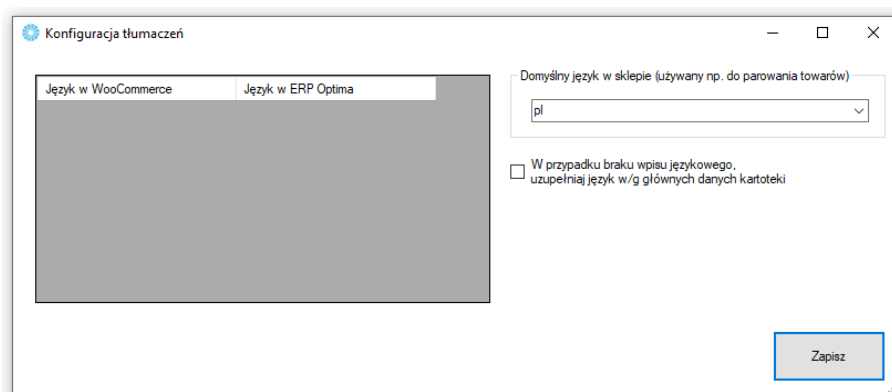 Konfiguracja tłumaczeń
Język w WooCommerce Język w ERP Optima
Domyślny język w sklepie (używany np. do parowania towarów)
pl
W przypadku braku wpisu językowego,
uzupełniaj język w/g głównych danych kartoteki
Zapisz